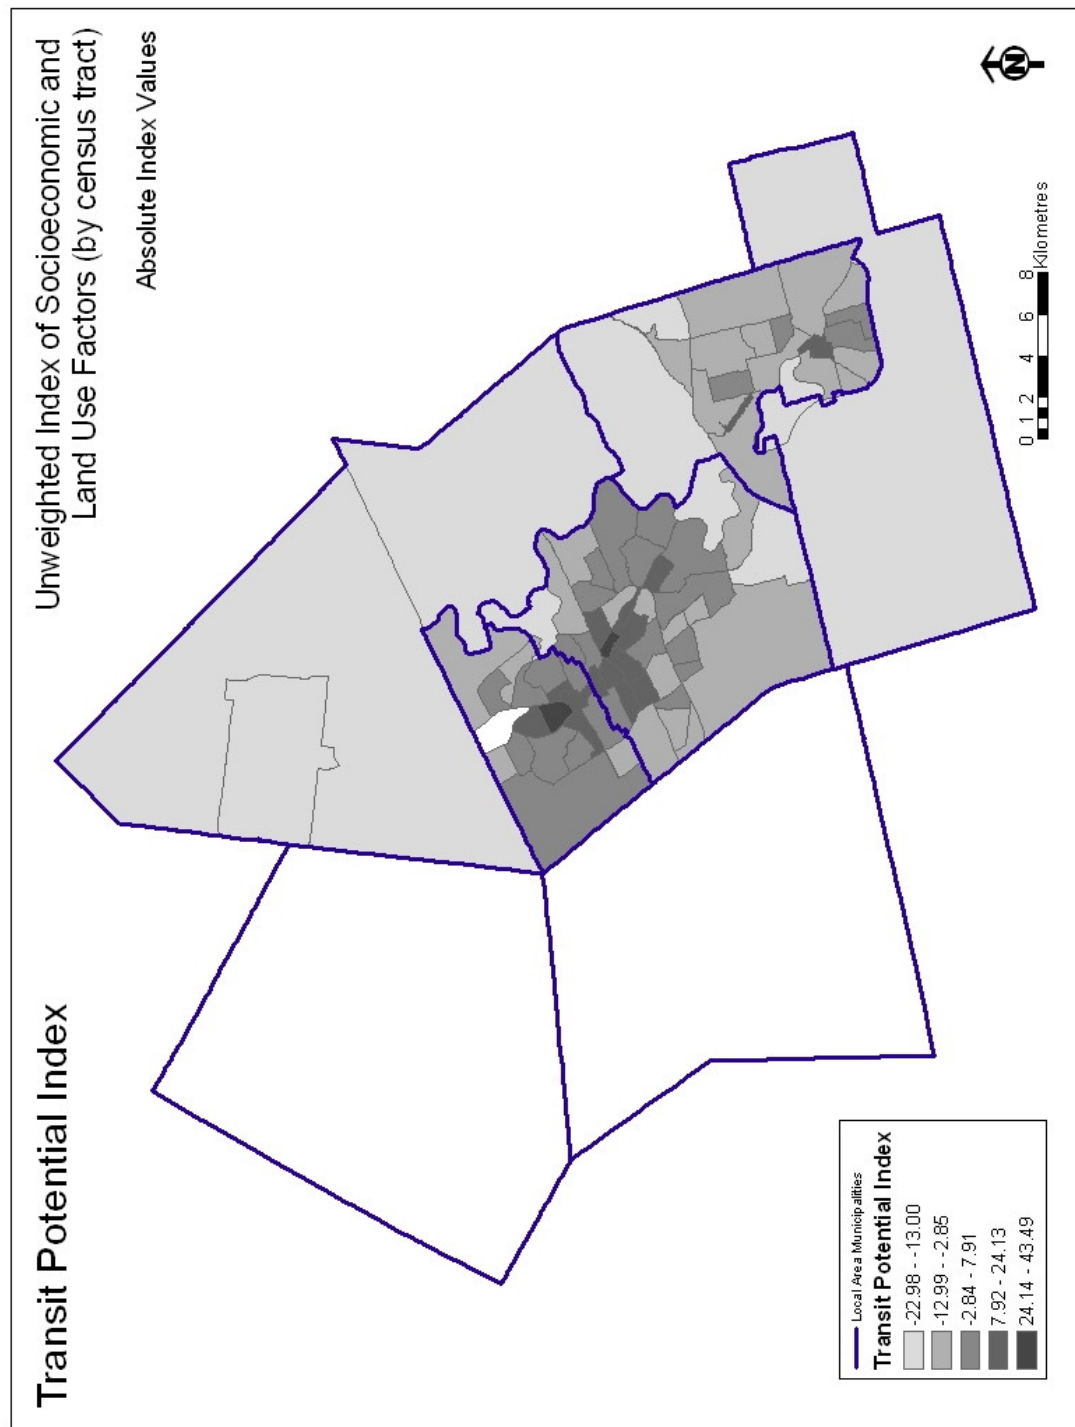 Transit Potential Index
Unweighted Index of Socioeconomic and
Land Use Factors (by census tract)
Absolute Index Values
Local Area Municipalities
Transit Potential Index
-22.98 - -13.00
-12.99 - -2.85
-2.84 - 7.91
7.92 - 24.13
24.14 - 43.49
0 1 2 4 6 8
Kilometres
N